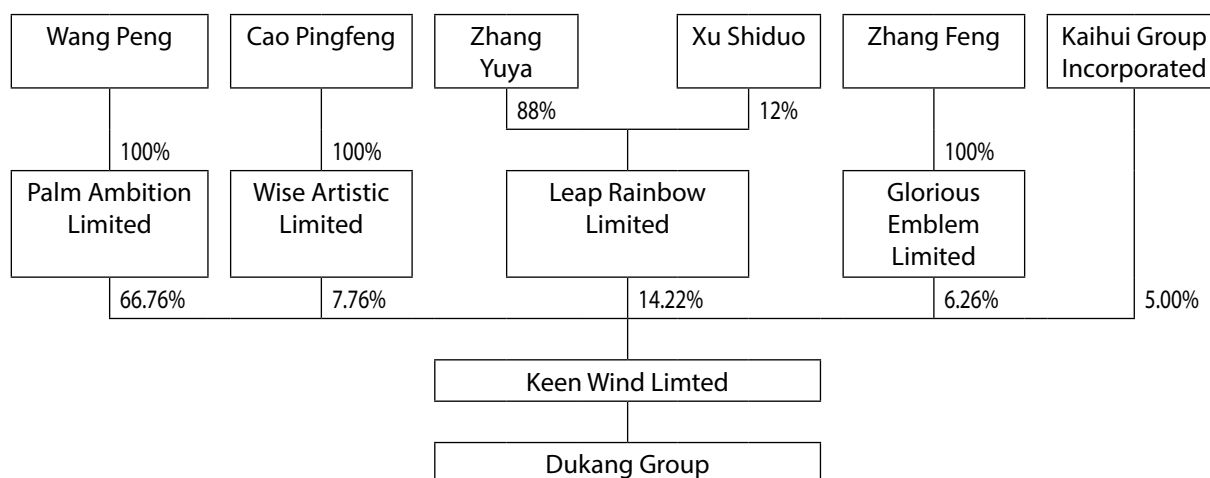 Wang Peng
Cao Pingfeng
Zhang
Yuya
Xu Shiduo
Zhang Feng
Kaihui Group
Incorporated
88%
12%
100%
100%
100%
Palm Ambition
Limited
Wise Artistic
Limited
Leap Rainbow
Limited
Glorious
Emblem
Limited
66.76%
7.76%
14.22%
6.26%
5.00%
Keen Wind Limted
Dukang Group